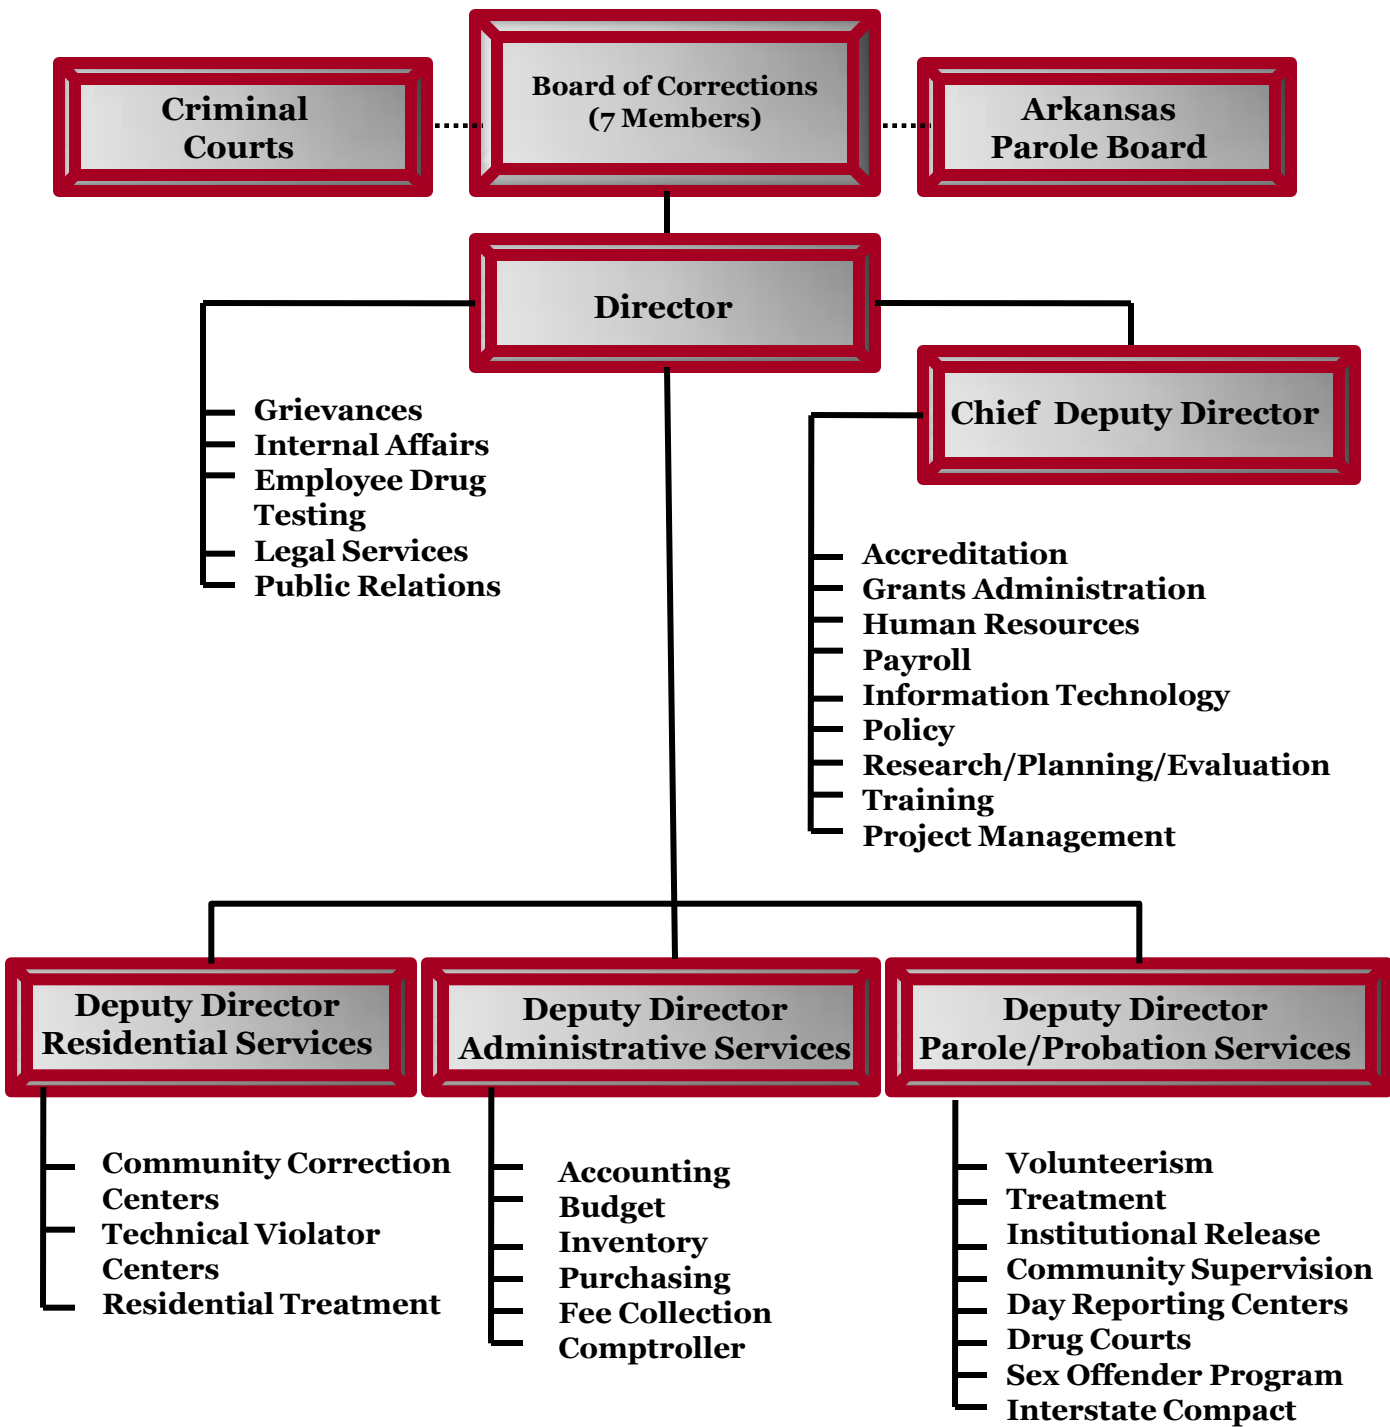 Criminal
Courts
Board of Corrections
(7 Members)
Arkansas
Parole Board
Director
Chief Deputy Director
Grievances
Internal Affairs
Employee Drug
Testing
Legal Services
Public Relations
Accreditation
Grants Administration
Human Resources
Payroll
Information Technology
Policy
Research/Planning/Evaluation
Training
Project Management
Deputy Director
Residential Services
Deputy Director
Administrative Services
Deputy Director
Parole/Probation Services
Community Correction
Centers
Technical Violator
Centers
Residential Treatment
Accounting
Budget
Inventory
Purchasing
Fee Collection
Comptroller
Volunteerism
Treatment
Institutional Release
Community Supervision
Day Reporting Centers
Drug Courts
Sex Offender Program
Interstate Compact